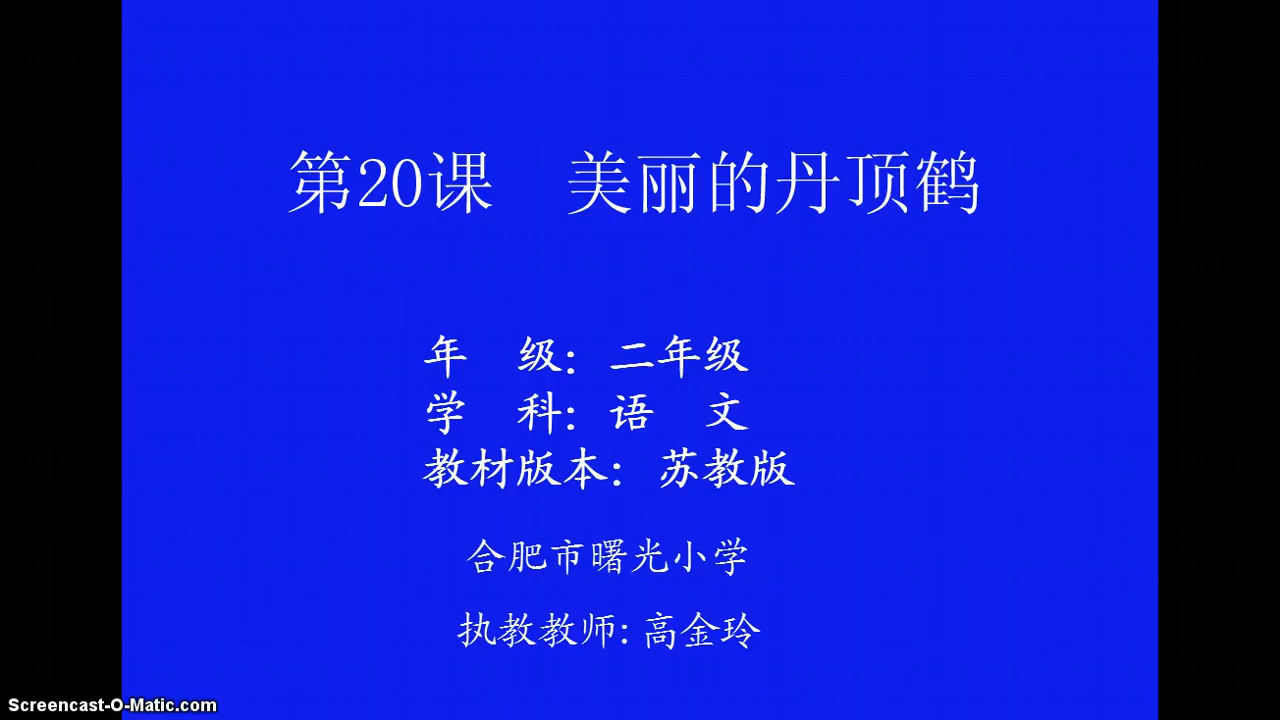 第20课 美丽的丹顶鹤
年 级：二年级
学 科：语 文
教材版本：苏教版
合肥市曙光小学
执教教师：高金玲
Screencast-O-Matic.com